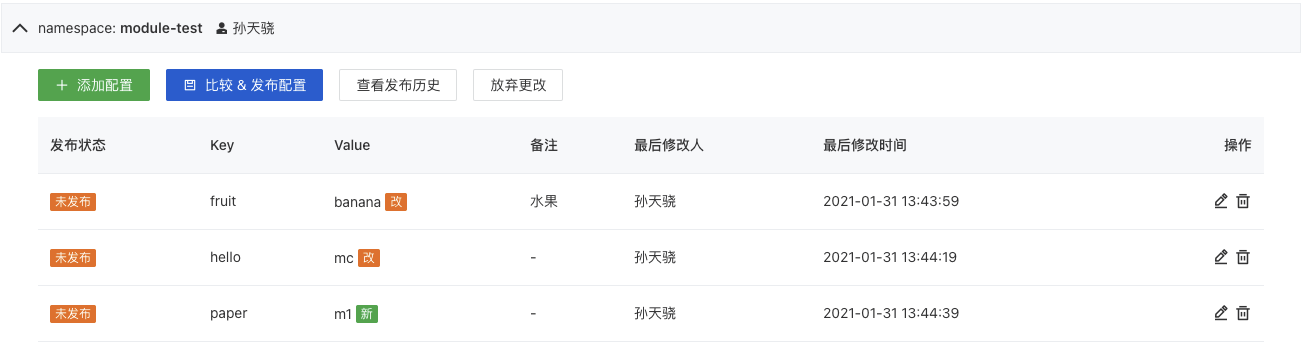 namespace: module-test 孙天骁
添加配置 比较 & 发布配置 查看发布历史 放弃更改
发布状态 Key Value 备注 最后修改人 最后修改时间 操作
未发布 fruit banana 改 水果 孙天骁 2021-01-31 13:43:59
未发布 hello mc 改 - 孙天骁 2021-01-31 13:44:19
未发布 paper m1 新 - 孙天骁 2021-01-31 13:44:39